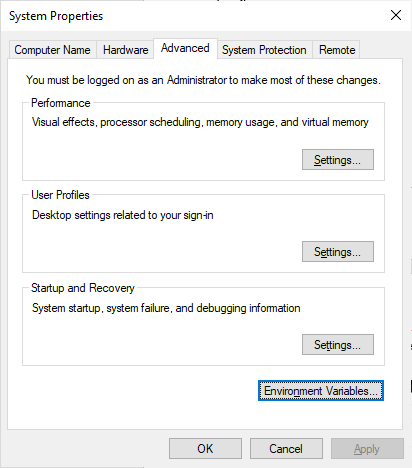 System Properties
Computer Name Hardware Advanced System Protection Remote
You must be logged on as an Administrator to make most of these changes.
Performance
Visual effects, processor scheduling, memory usage, and virtual memory
Settings...
User Profiles
Desktop settings related to your sign-in
Settings...
Startup and Recovery
System startup, system failure, and debugging information
Settings...
Environment Variables...
OK Cancel Apply